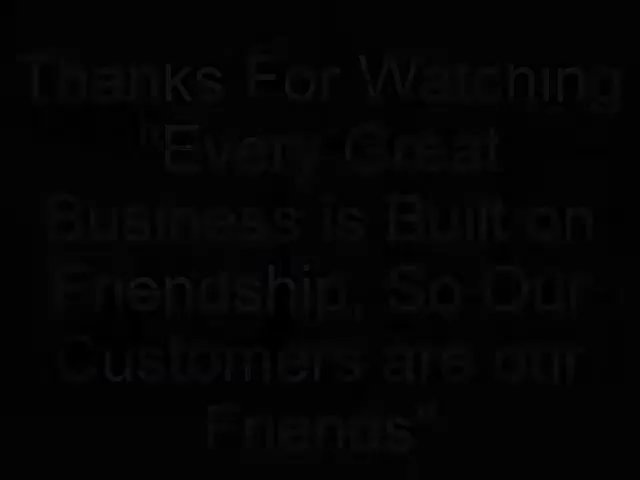 Thanks For Watching
"Every Great
Business is Built on
Friendship, So Our
Customers are our
Friends"